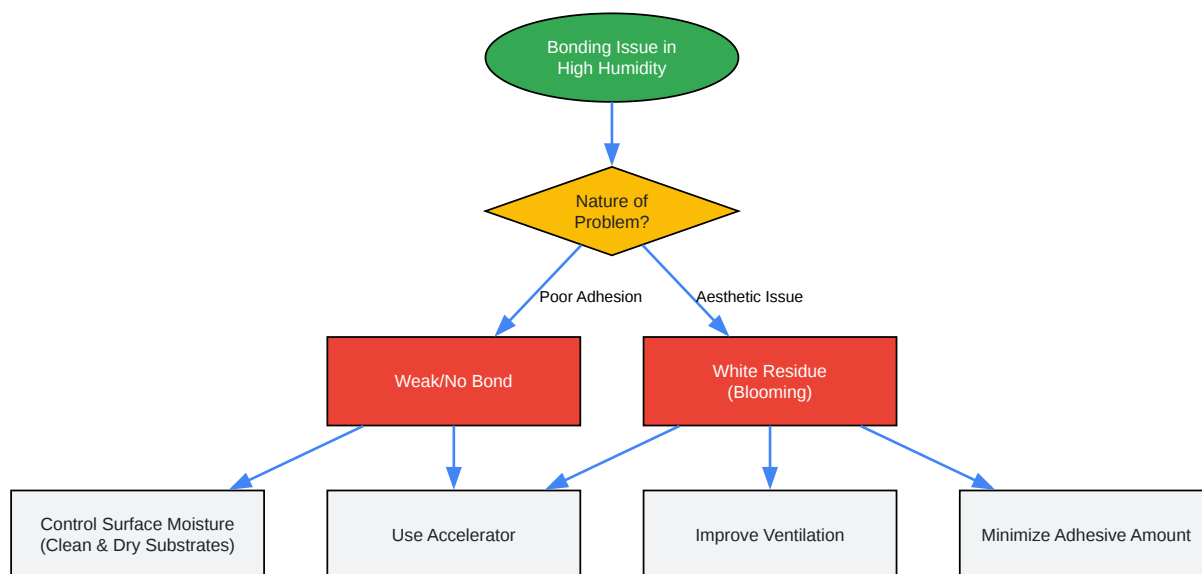 Bonding Issue in
High Humidity
Nature of
Problem?
Poor Adhesion
Aesthetic Issue
Weak/No Bond
White Residue
(Blooming)
Control Surface Moisture
(Clean & Dry Substrates)
Use Accelerator
Improve Ventilation
Minimize Adhesive Amount